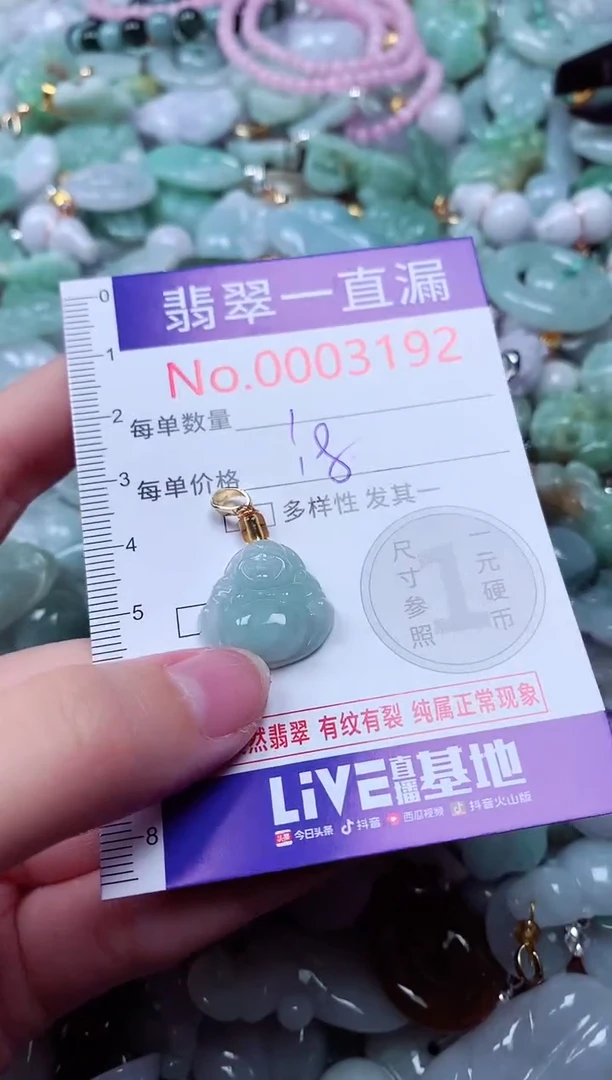 翡翠一直漏
No.0003192
每单数量 1
每单价格 18
多样性 发其一
尺寸参照 1 一元硬币
然翡翠 有纹有裂 纯属正常现象
LIVE直播基地
头条 今日头条 抖音 西瓜视频 抖音火山版
0
1
2
3
4
5
8